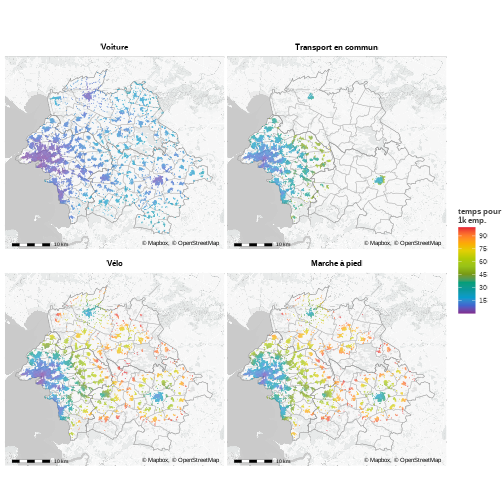 Voiture
Transport en commun
10 km
© Mapbox, © OpenStreetMap
10 km
© Mapbox, © OpenStreetMap
temps pour
1k emp.
90
75
60
45
30
15
Vélo
Marche à pied
10 km
© Mapbox, © OpenStreetMap
10 km
© Mapbox, © OpenStreetMap